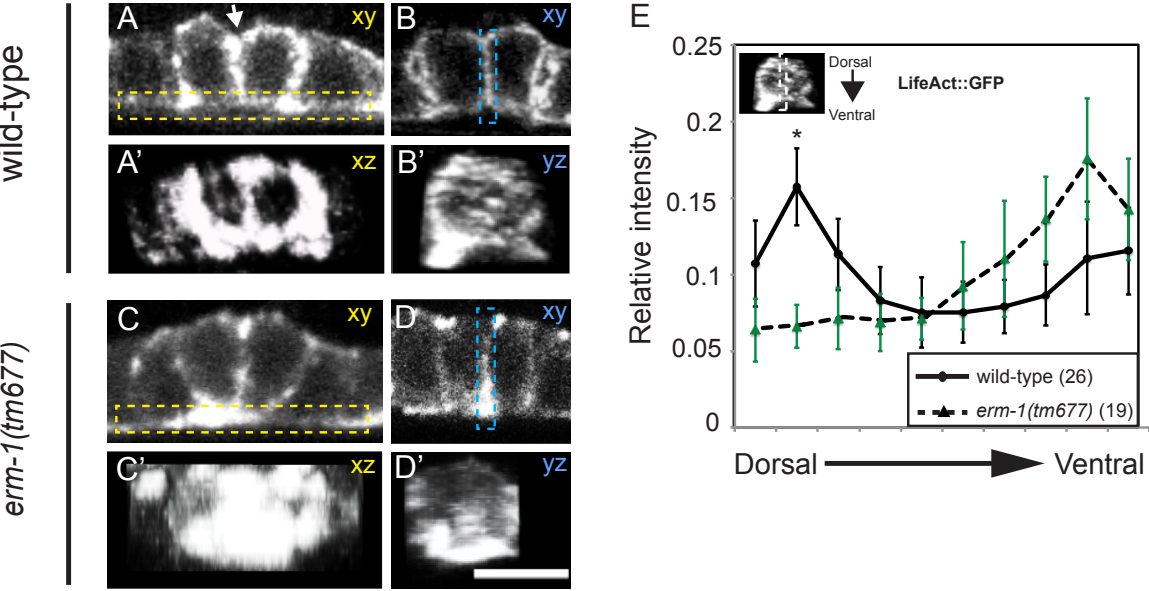 wild-type
A
xy
B
xy
A'
xz
B'
yz
erm-1(tm677)
C
xy
D
xy
C'
xz
D'
yz
E
0.25
0.2
0.15
0.1
0.05
0
Relative intensity
Dorsal
Ventral
LifeAct::GFP
*
wild-type (26)
erm-1(tm677) (19)
Dorsal
Ventral